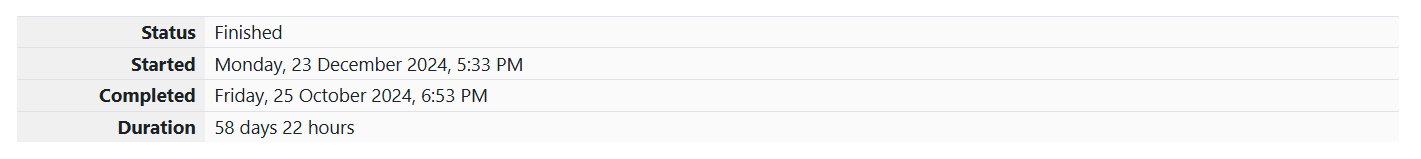 Status Finished
Started Monday, 23 December 2024, 5:33 PM
Completed Friday, 25 October 2024, 6:53 PM
Duration 58 days 22 hours